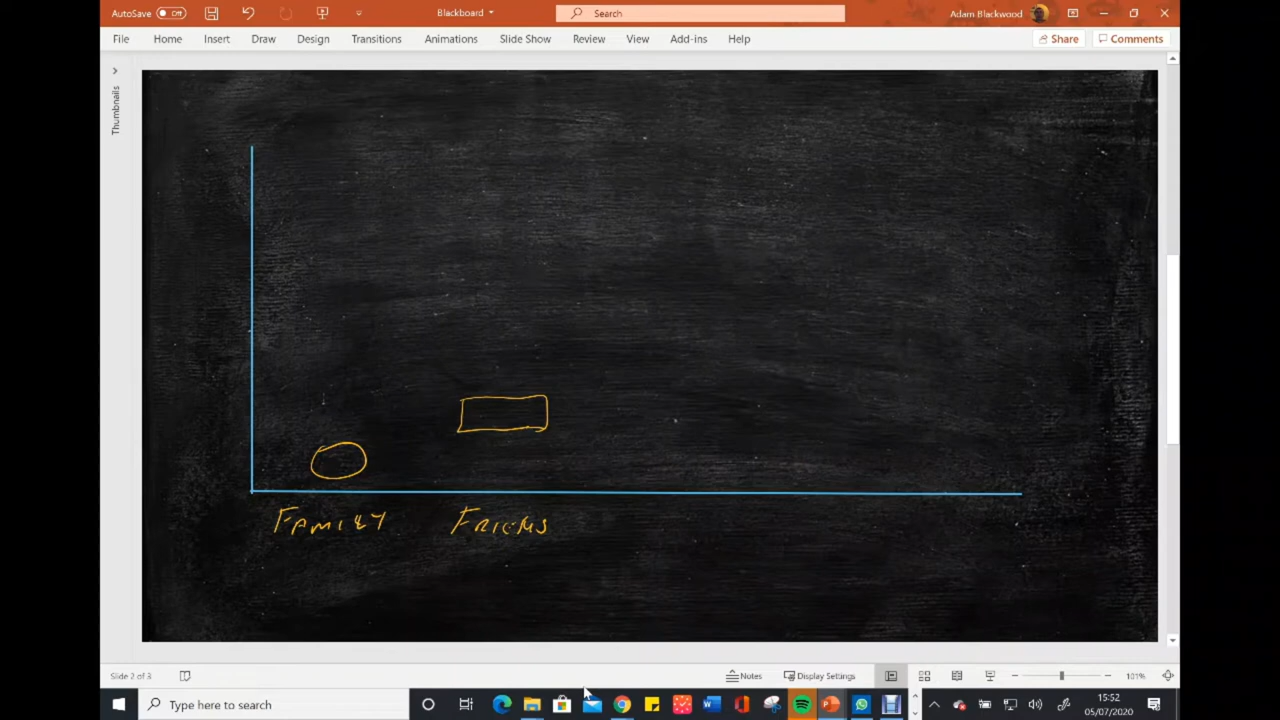 AutoSave Off Blackboard Search Adam Blackwood
File Home Insert Draw Design Transitions Animations Slide Show Review View Add-ins Help Share Comments
Thumbnails
FAMILY FRIENDS
Slide 2 of 3 Notes Display Settings 101%
Type here to search 15:52
05/07/2020